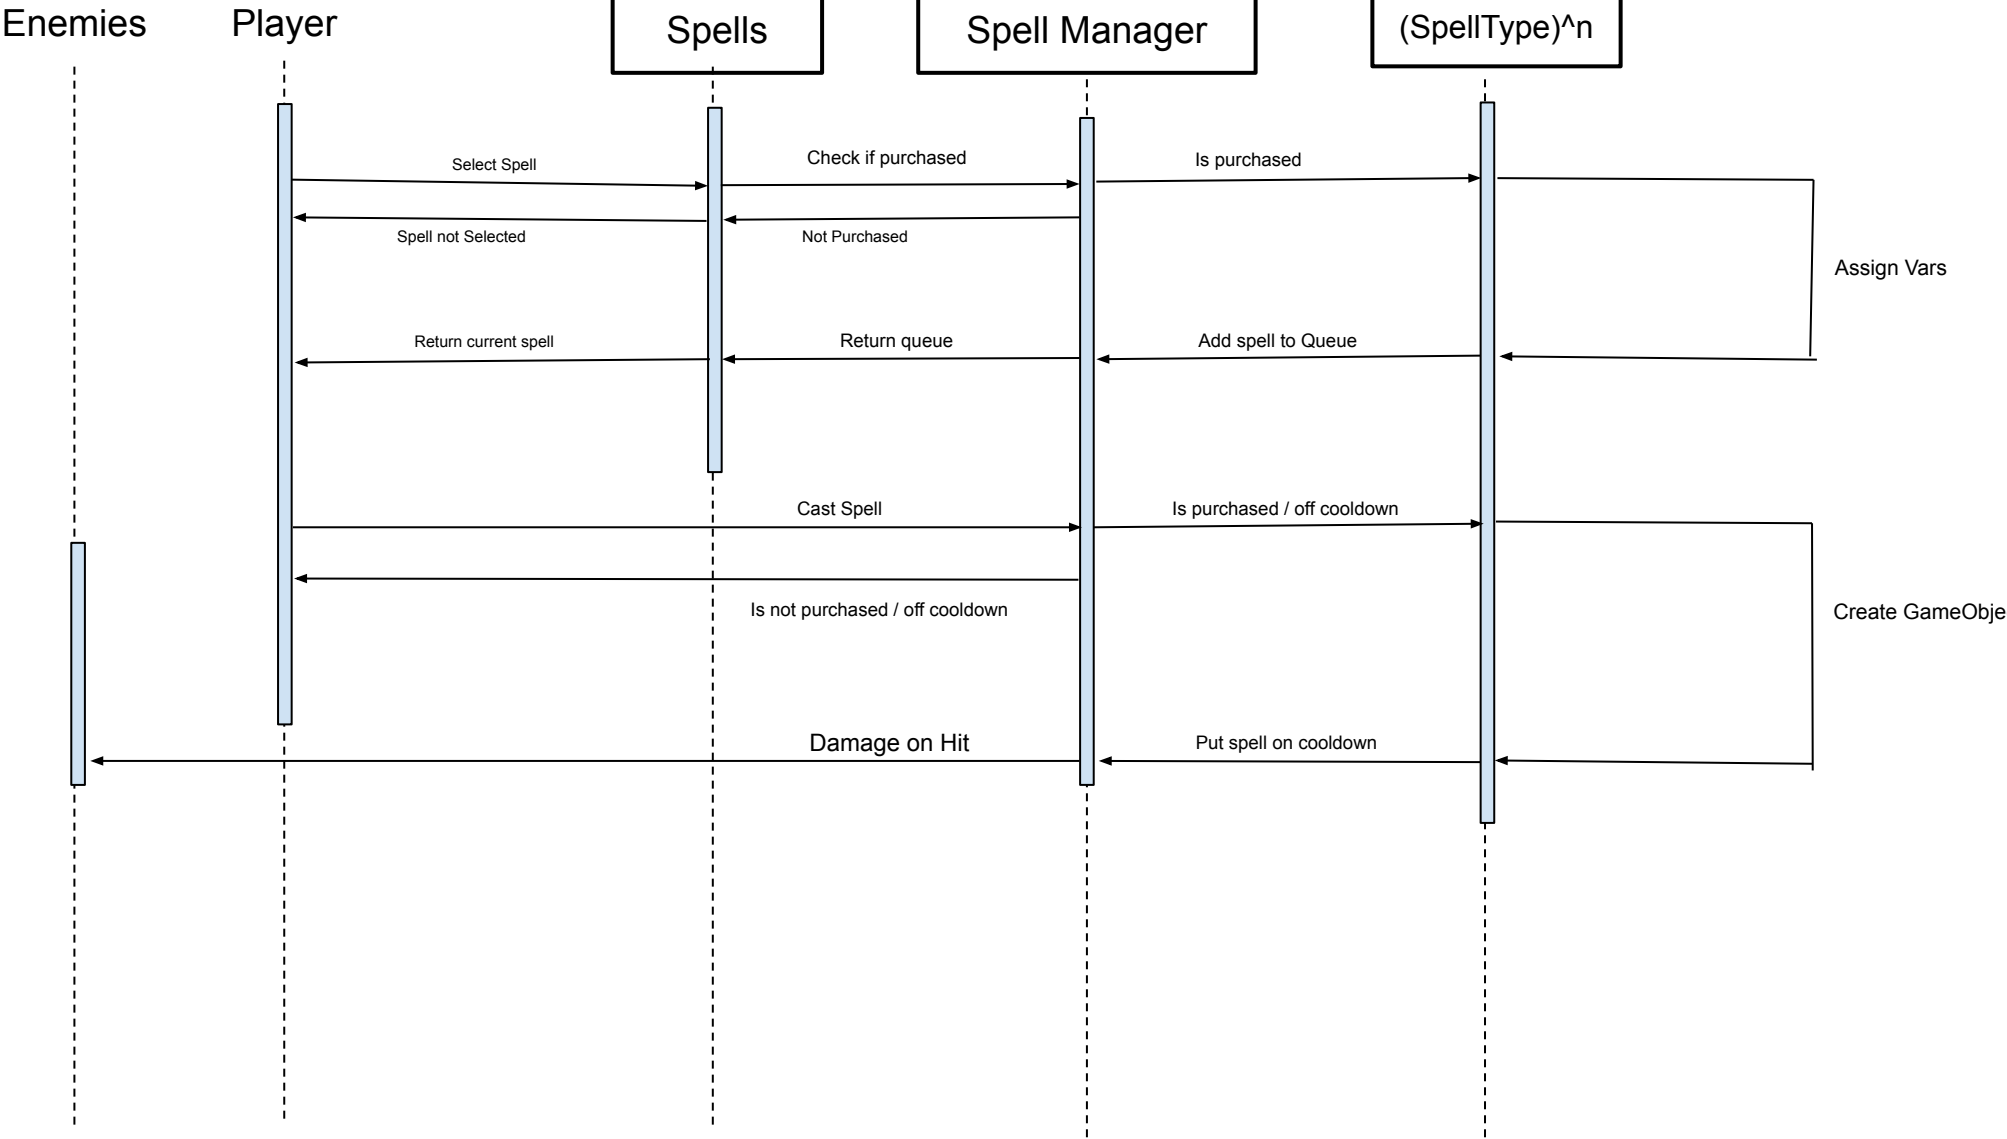 Enemies
Player
Spells
Spell Manager
(SpellType)^n
Select Spell
Check if purchased
Is purchased
Spell not Selected
Not Purchased
Assign Vars
Return current spell
Return queue
Add spell to Queue
Cast Spell
Is purchased / off cooldown
Is not purchased / off cooldown
Create GameObje
Damage on Hit
Put spell on cooldown